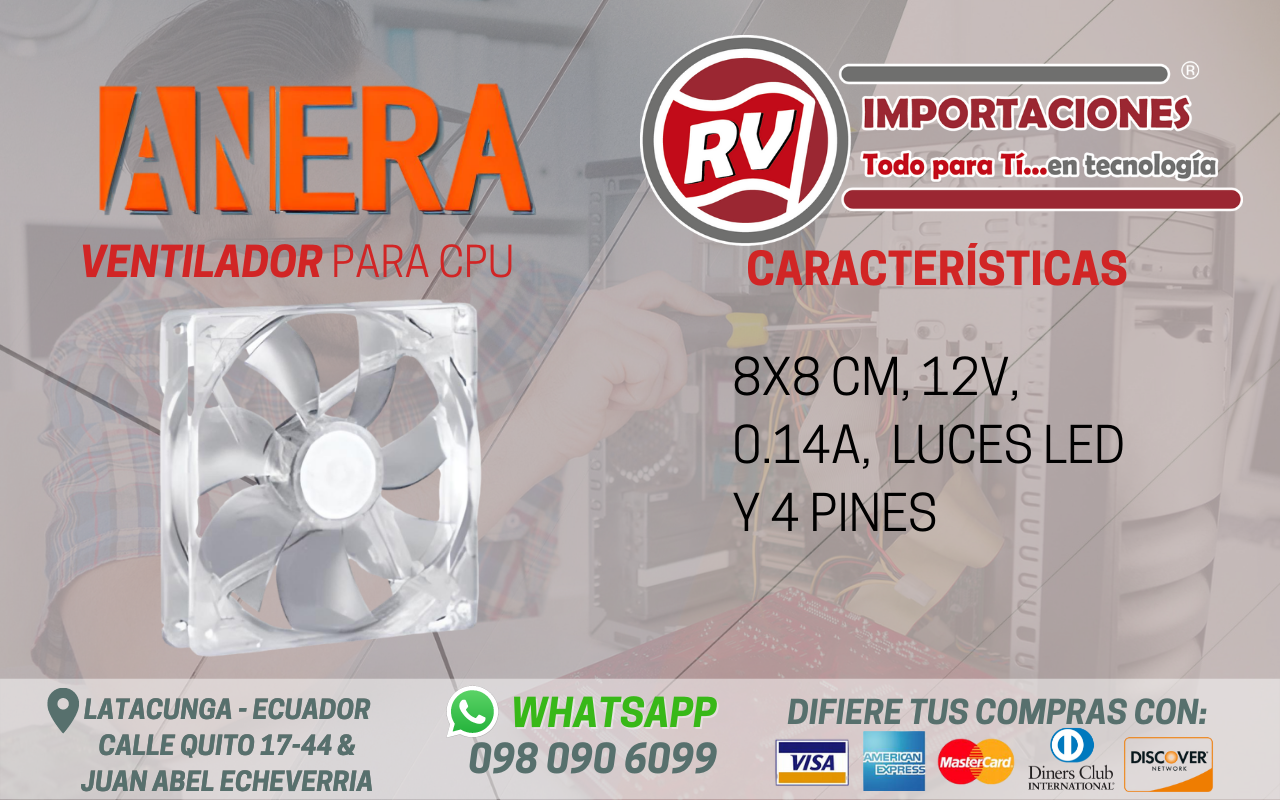 ANERA
VENTILADOR PARA CPU
RV
®
IMPORTACIONES
Todo para Tí...en tecnología
CARACTERÍSTICAS
8X8 CM, 12V,
0.14A, LUCES LED
Y 4 PINES
LATACUNGA - ECUADOR
CALLE QUITO 17-44 &
JUAN ABEL ECHEVERRIA
WHATSAPP
098 090 6099
DIFIERE TUS COMPRAS CON:
VISA
AMERICAN
EXPRESS
MasterCard
Diners Club
INTERNATIONAL
DISCOVER
NETWORK